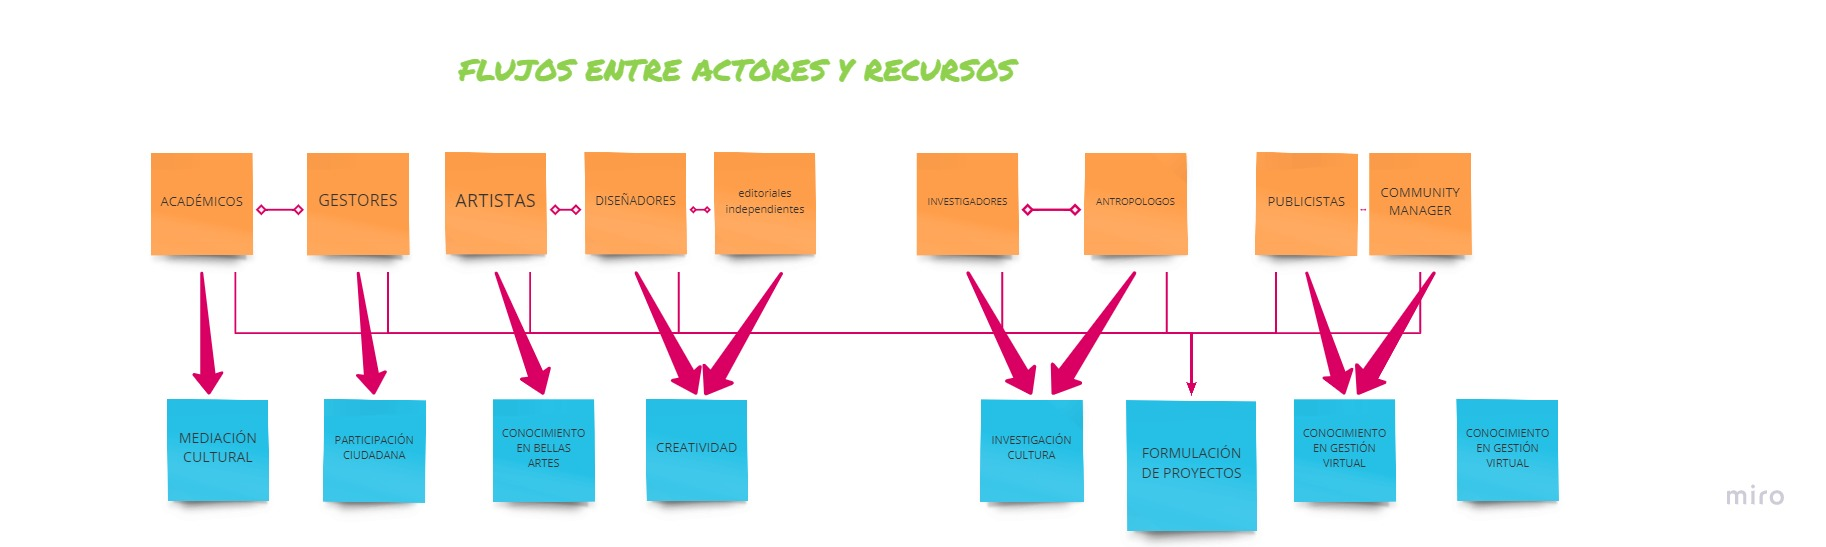 FLUJOS ENTRE ACTORES Y RECURSOS
ACADÉMICOS
GESTORES
ARTISTAS
DISEÑADORES
editoriales
independientes
INVESTIGADORES
ANTROPOLOGOS
PUBLICISTAS
COMMUNITY
MANAGER
MEDIACIÓN
CULTURAL
PARTICIPACIÓN
CIUDADANA
CONOCIMIENTO
EN BELLAS
ARTES
CREATIVIDAD
INVESTIGACIÓN
CULTURA
FORMULACIÓN
DE PROYECTOS
CONOCIMIENTO
EN GESTIÓN
VIRTUAL
CONOCIMIENTO
EN GESTIÓN
VIRTUAL
miro